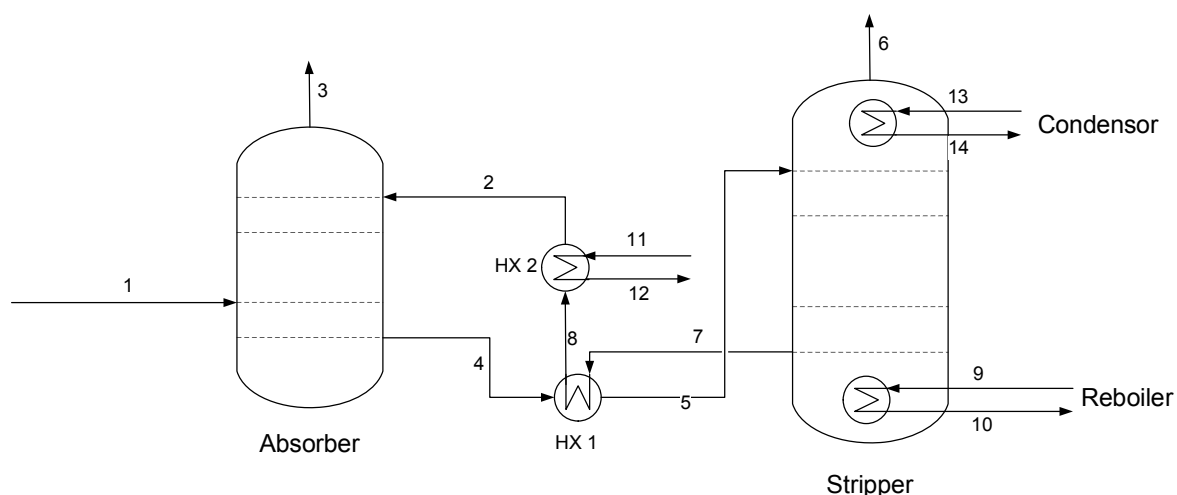 6
3
13
Condensor
14
2
11
HX 2
12
1
8
7
4
9
5
Reboiler
10
HX 1
Absorber
Stripper